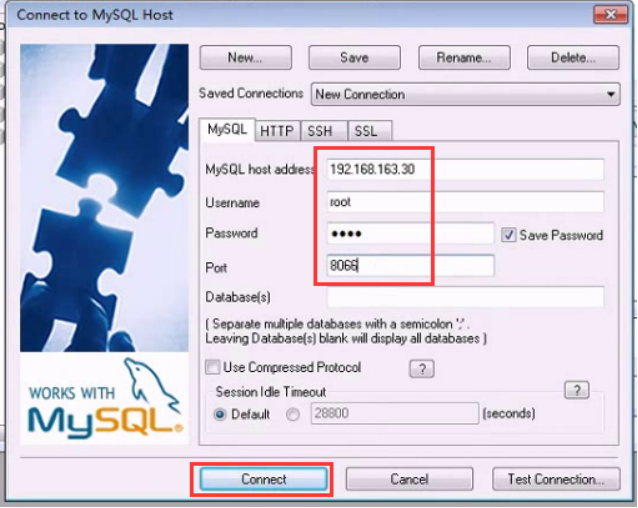 Connect to MySQL Host
New...
Save
Rename...
Delete...
Saved Connections
New Connection
MySQL
HTTP
SSH
SSL
MySQL host address
192.168.163.30
Username
root
Password
••••
Save Password
Port
8066
Database(s)
( Separate multiple databases with a semicolon ';' .
Leaving Database(s) blank will display all databases )
Use Compressed Protocol
?
Session Idle Timeout
?
Default
28800
(seconds)
WORKS WITH
MySQL®
Connect
Cancel
Test Connection...